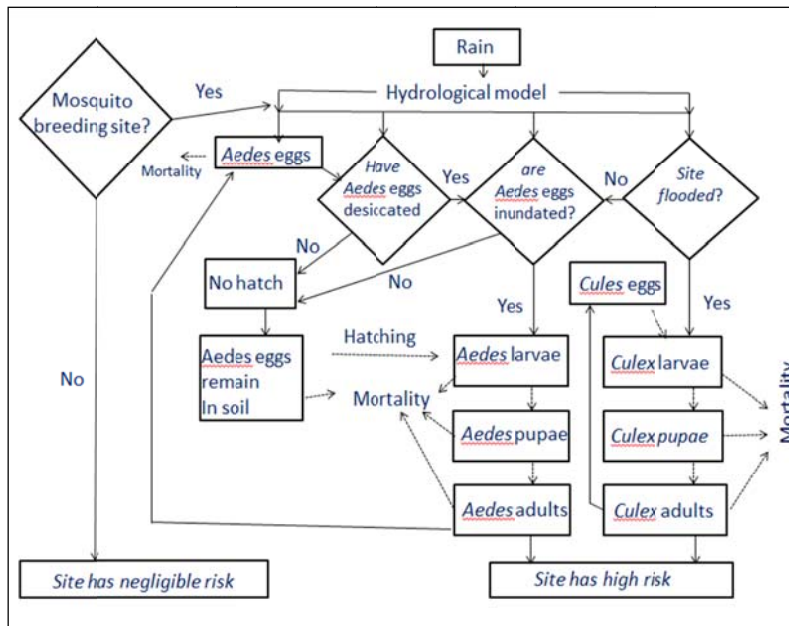 Rain
Hydrological model
Mosquito
breeding site?
Yes
Aedes eggs
Mortality
Have
Aedes eggs
desiccated
Yes
are
Aedes eggs
inundated?
No
Site
flooded?
No
No
No hatch
Yes
Cules eggs
Yes
Aedes eggs
remain
In soil
Hatching
Mortality
Aedes larvae
Culex larvae
Mortality
No
Aedes pupae
Culex pupae
Aedes adults
Culex adults
Site has negligible risk
Site has high risk